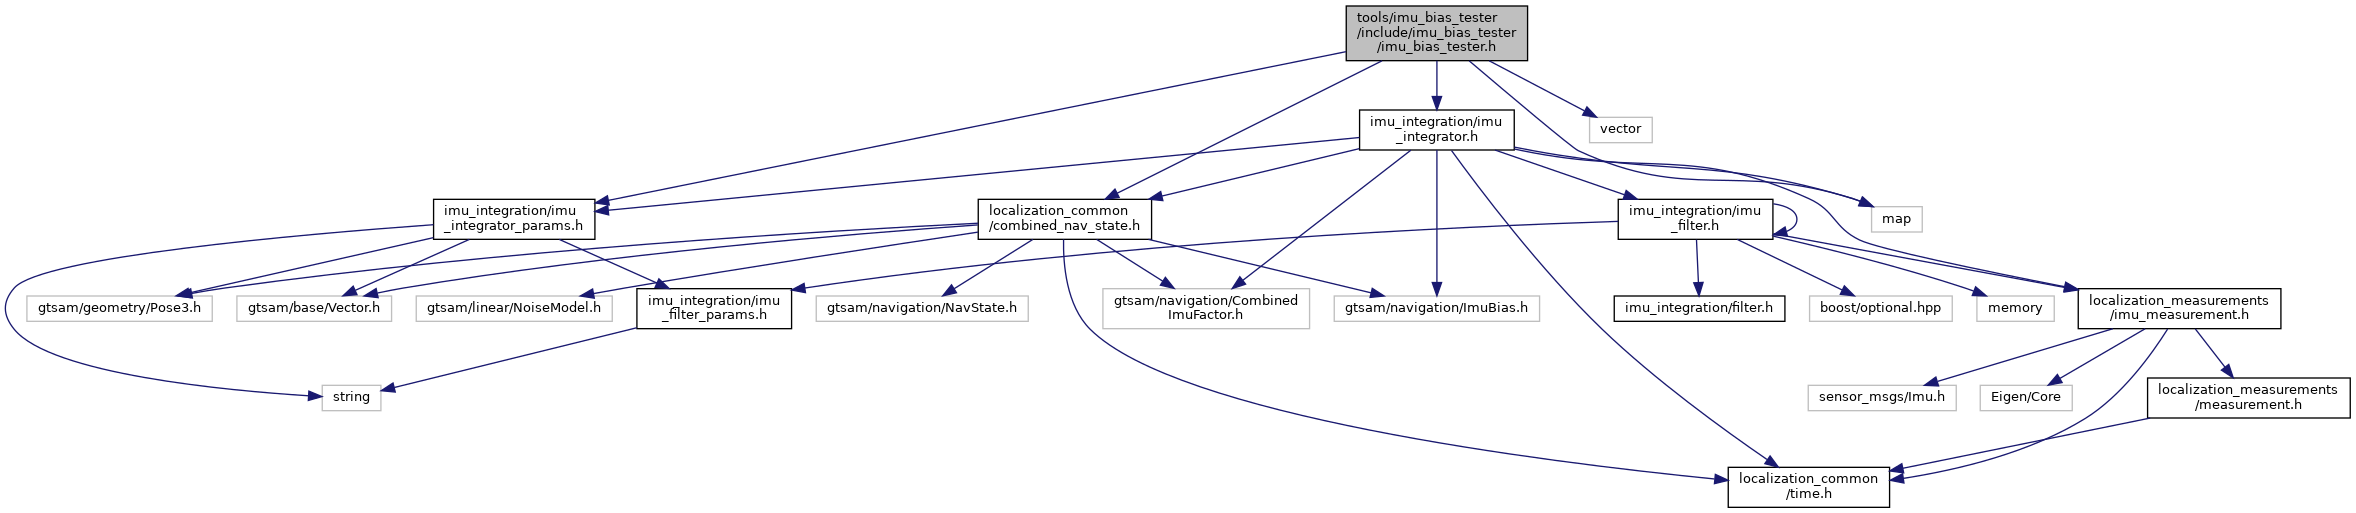 tools/imu_bias_tester
/include/imu_bias_tester
/imu_bias_tester.h
imu_integration/imu
_integrator.h
vector
imu_integration/imu
_integrator_params.h
localization_common
/combined_nav_state.h
imu_integration/imu
_filter.h
map
gtsam/geometry/Pose3.h
gtsam/base/Vector.h
gtsam/linear/NoiseModel.h
imu_integration/imu
_filter_params.h
gtsam/navigation/NavState.h
gtsam/navigation/Combined
ImuFactor.h
gtsam/navigation/ImuBias.h
imu_integration/filter.h
boost/optional.hpp
memory
localization_measurements
/imu_measurement.h
string
sensor_msgs/Imu.h
Eigen/Core
localization_measurements
/measurement.h
localization_common
/time.h